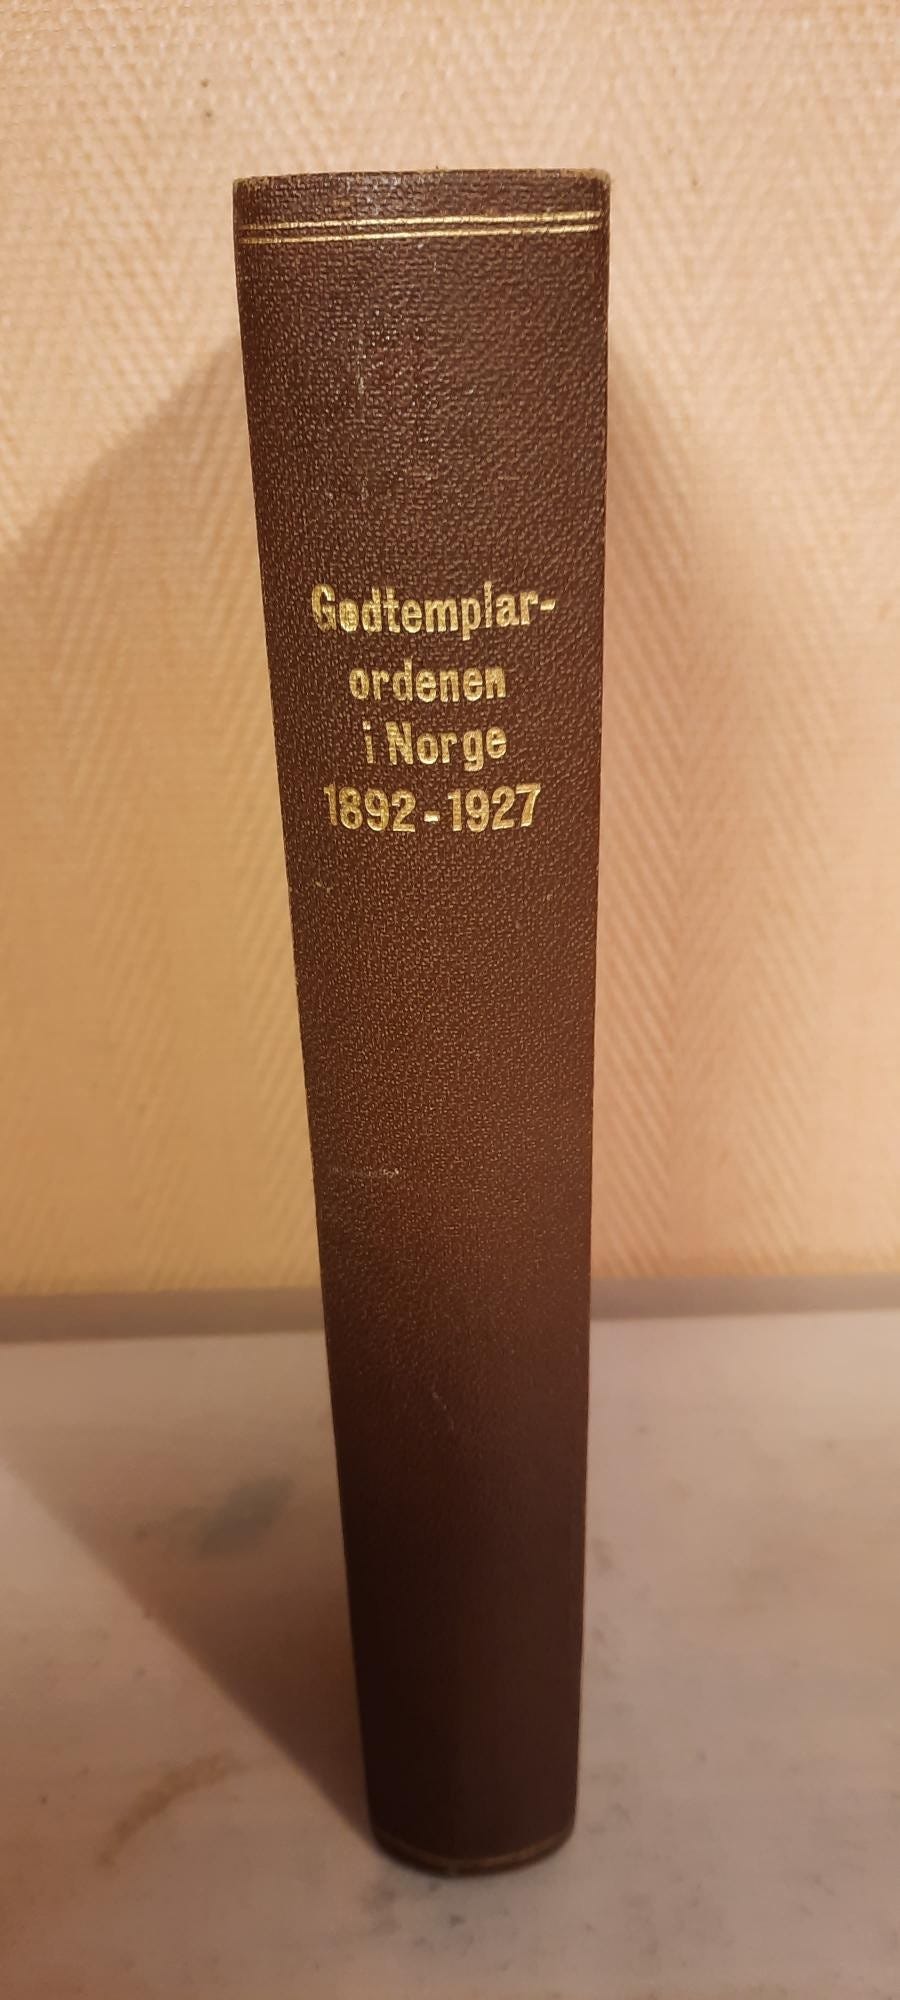 Godtemplar-
ordenen
i Norge
1892-1927